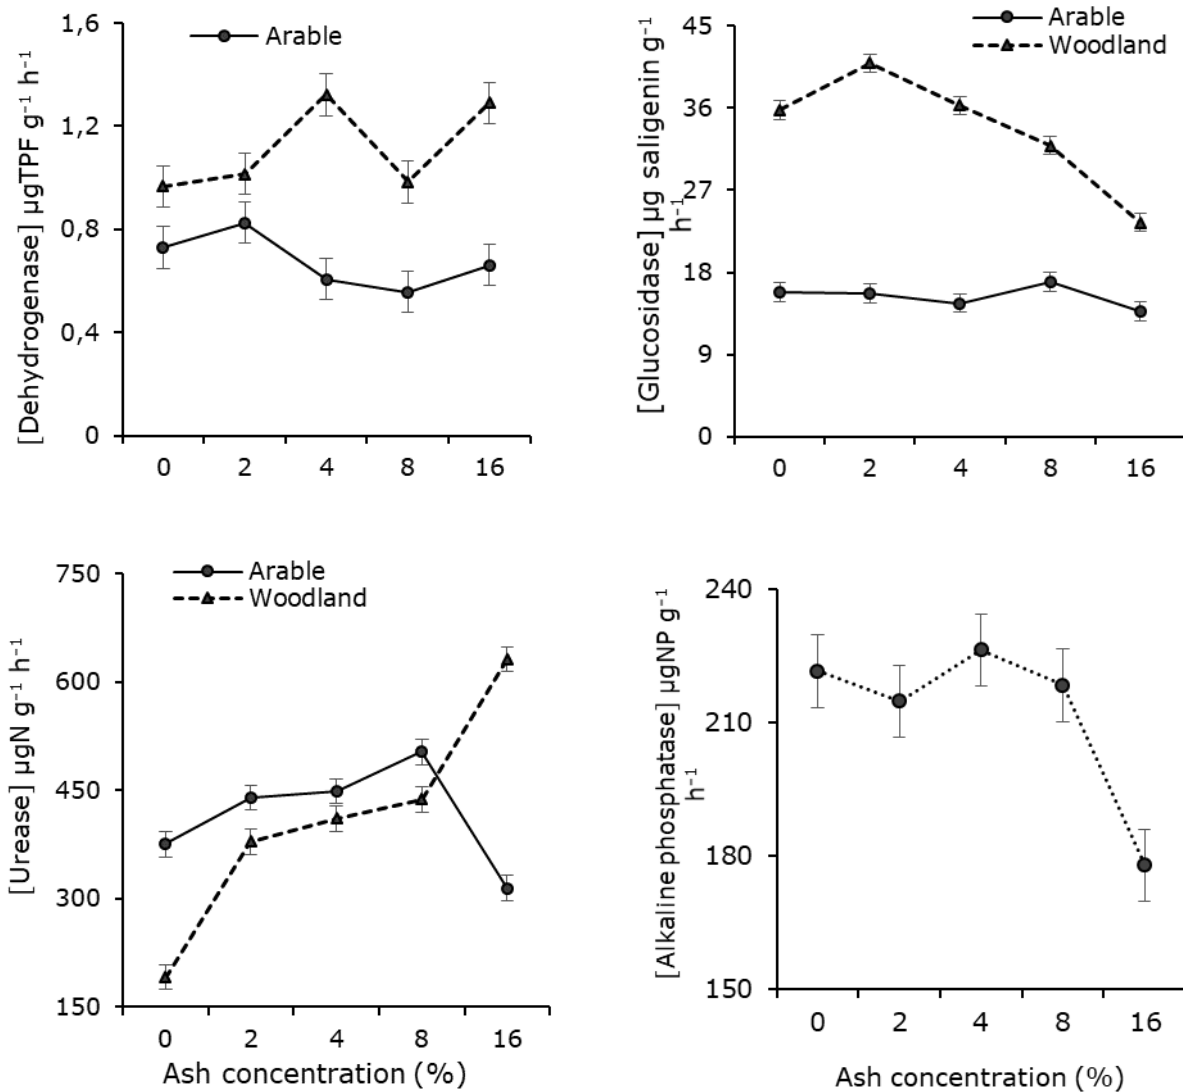 1,6
1,2
0,8
0,4
0
[Dehydrogenase] µgTPF g⁻¹ h⁻¹
Arable
0 2 4 8 16
45
36
27
18
9
0
[Glucosidase] µg saligenin g⁻¹
h⁻¹
Arable
Woodland
0 2 4 8 16
750
600
450
300
150
[Urease] µgN g⁻¹ h⁻¹
Arable
Woodland
0 2 4 8 16
Ash concentration (%)
240
210
180
150
[Alkaline phosphatase] µgNP g⁻¹
h⁻¹
0 2 4 8 16
Ash concentration (%)